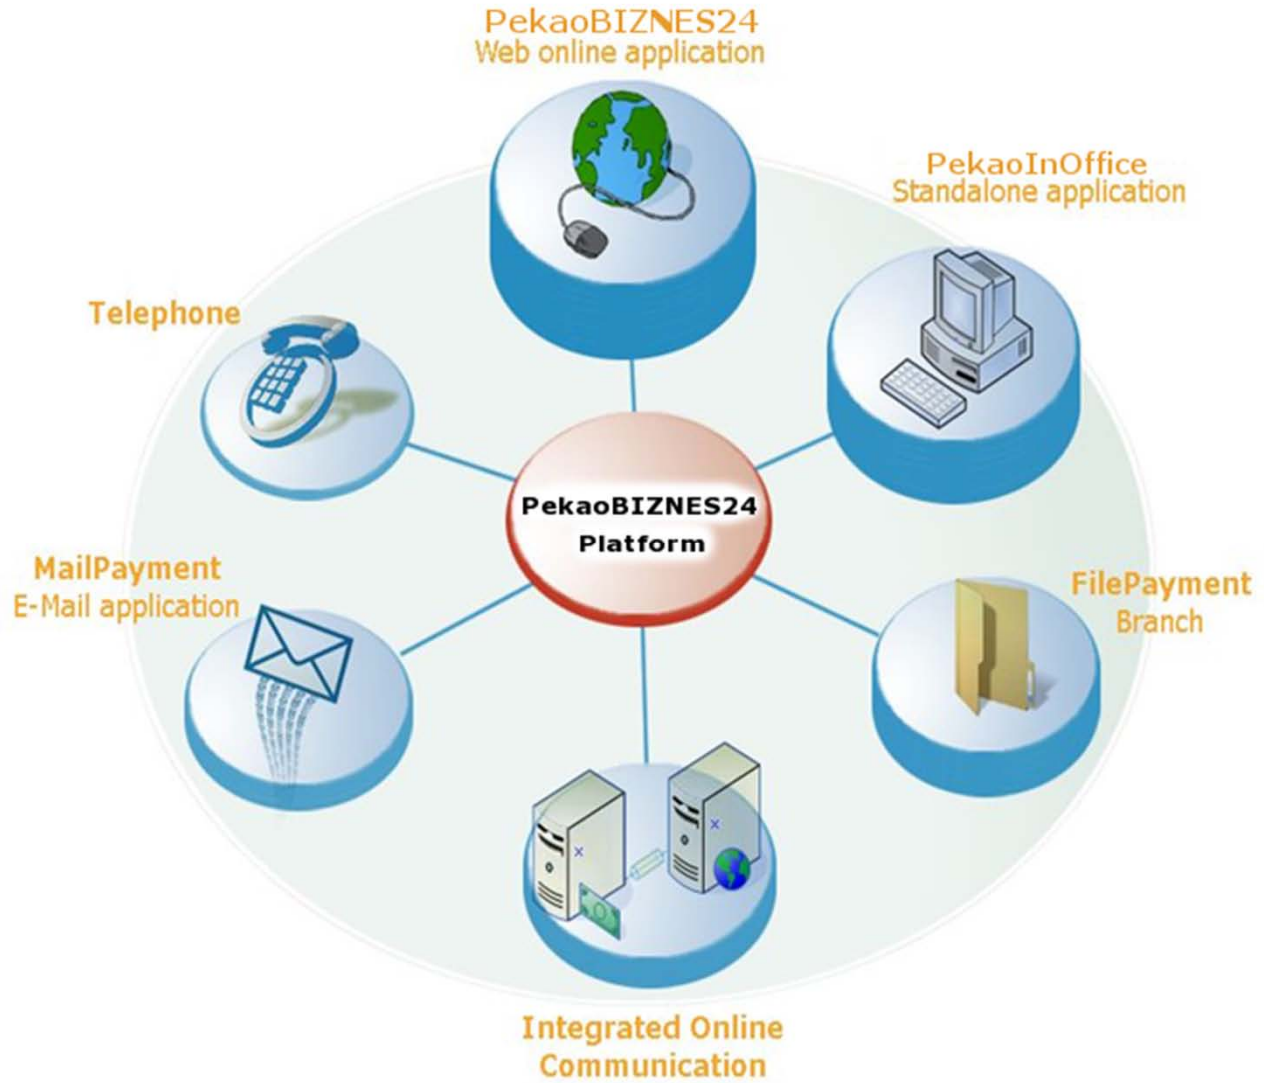 PekaoBIZNES24
Web online application
PekaoInOffice
Standalone application
Telephone
PekaoBIZNES24
Platform
MailPayment
E-Mail application
FilePayment
Branch
X
X
Integrated Online
Communication